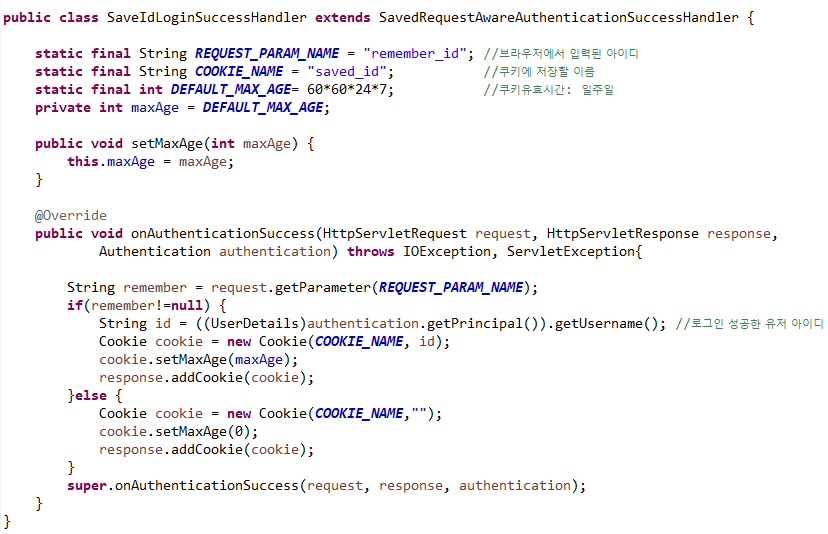 public class SaveIdLoginSuccessHandler extends SavedRequestAwareAuthenticationSuccessHandler {
static final String REQUEST_PARAM_NAME = "remember_id"; //브라우저에서 입력된 아이디
static final String COOKIE_NAME = "saved_id"; //쿠키에 저장할 이름
static final int DEFAULT_MAX_AGE= 60*60*24*7; //쿠키유효시간: 일주일
private int maxAge = DEFAULT_MAX_AGE;
public void setMaxAge(int maxAge) {
this.maxAge = maxAge;
}
@Override
public void onAuthenticationSuccess(HttpServletRequest request, HttpServletResponse response,
Authentication authentication) throws IOException, ServletException{
String remember = request.getParameter(REQUEST_PARAM_NAME);
if(remember!=null) {
String id = ((UserDetails)authentication.getPrincipal()).getUsername(); //로그인 성공한 유저 아이디
Cookie cookie = new Cookie(COOKIE_NAME, id);
cookie.setMaxAge(maxAge);
response.addCookie(cookie);
}else {
Cookie cookie = new Cookie(COOKIE_NAME,"");
cookie.setMaxAge(0);
response.addCookie(cookie);
}
super.onAuthenticationSuccess(request, response, authentication);
}
}